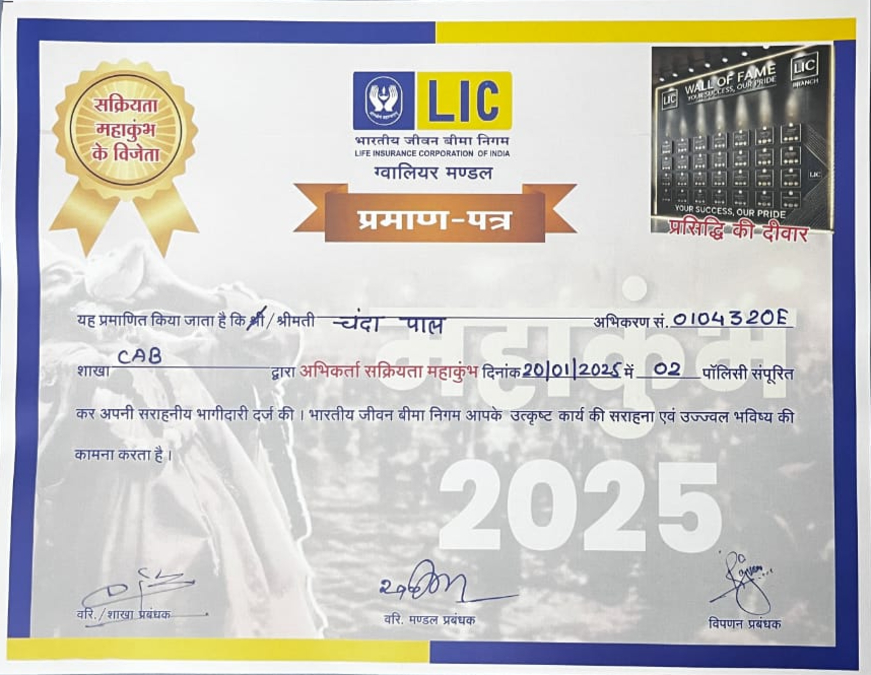 सक्रियता
महाकुंभ
के विजेता
LIC
भारतीय जीवन बीमा निगम
LIFE INSURANCE CORPORATION OF INDIA
ग्वालियर मण्डल
प्रमाण-पत्र
LIC
WALL OF FAME
YOUR SUCCESS, OUR PRIDE
LIC
BRANCH
LIC
YOUR SUCCESS, OUR PRIDE
प्रसिद्धि की दीवार
महाकुंभ
यह प्रमाणित किया जाता है कि श्री/श्रीमती चंदा पाल अभिकरण सं. 0104320E
शाखा CAB द्वारा अभिकर्ता सक्रियता महाकुंभ दिनांक 20/01/2025 में 02 पॉलिसी संपूरित
कर अपनी सराहनीय भागीदारी दर्ज की। भारतीय जीवन बीमा निगम आपके उत्कृष्ट कार्य की सराहना एवं उज्ज्वल भविष्य की
कामना करता है।
2025
वरि./शाखा प्रबंधक
वरि. मण्डल प्रबंधक
विपणन प्रबंधक